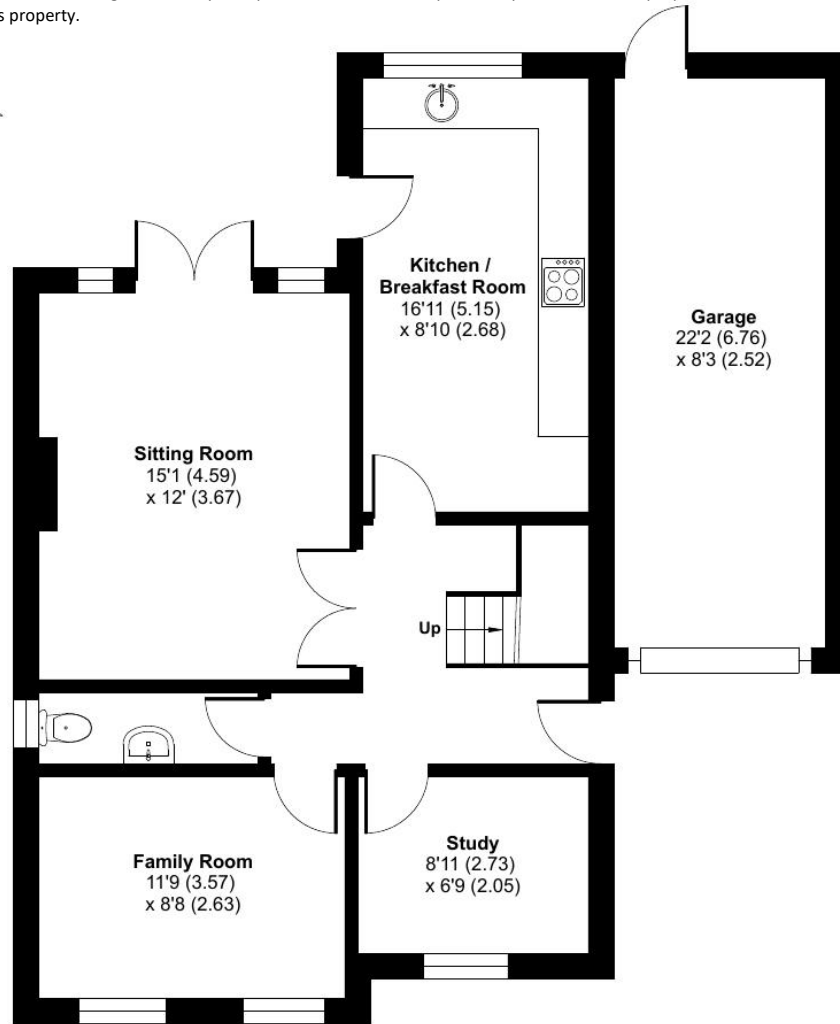 s property.
Kitchen /
Breakfast Room
16'11 (5.15)
x 8'10 (2.68)
Garage
22'2 (6.76)
x 8'3 (2.52)
Sitting Room
15'1 (4.59)
x 12' (3.67)
Up
Family Room
11'9 (3.57)
x 8'8 (2.63)
Study
8'11 (2.73)
x 6'9 (2.05)